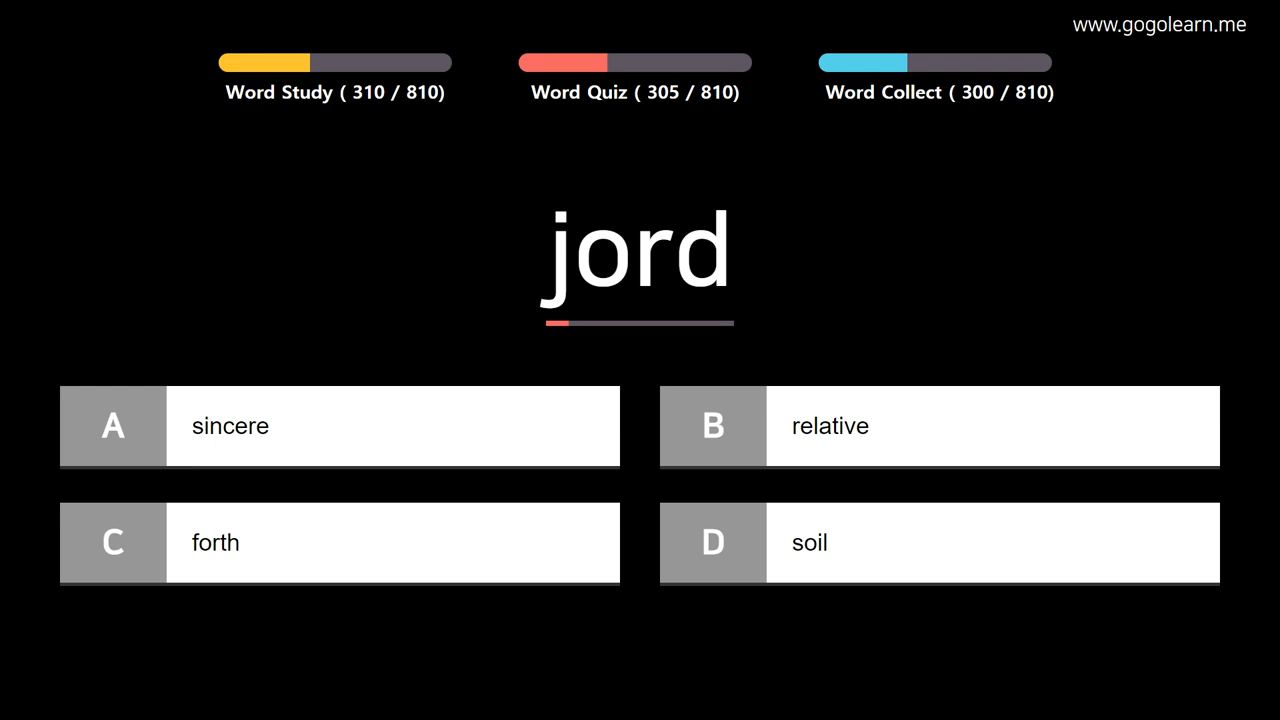 www.gogolearn.me
Word Study ( 310 / 810)
Word Quiz ( 305 / 810)
Word Collect ( 300 / 810)
jord
A sincere
B relative
C forth
D soil